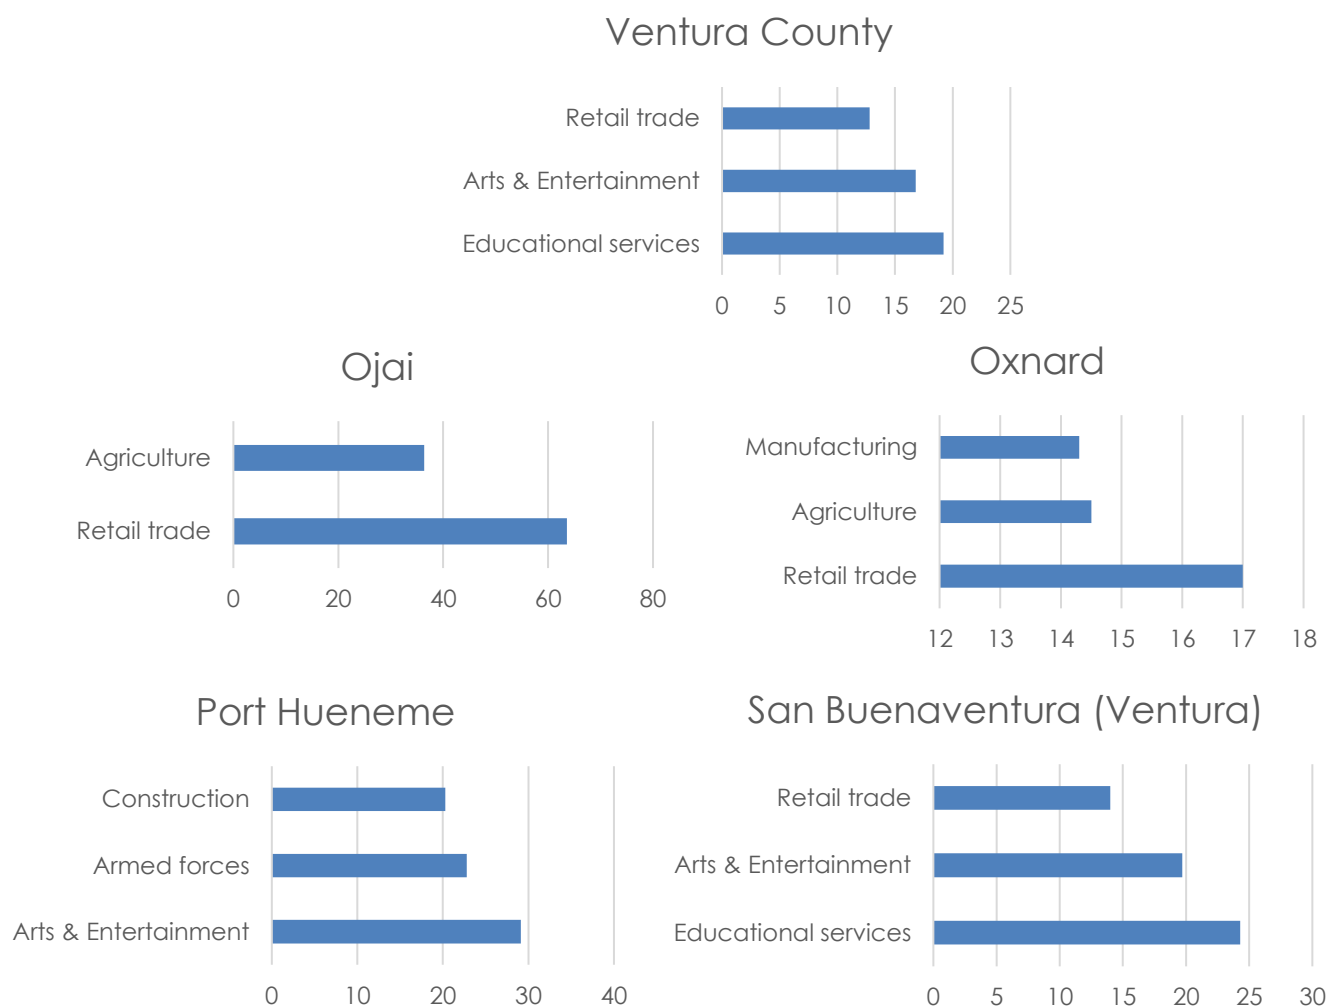 Ventura County
Retail trade
Arts & Entertainment
Educational services
0 5 10 15 20 25
Ojai
Agriculture
Retail trade
0 20 40 60 80
Oxnard
Manufacturing
Agriculture
Retail trade
12 13 14 15 16 17 18
Port Hueneme
Construction
Armed forces
Arts & Entertainment
0 10 20 30 40
San Buenaventura (Ventura)
Retail trade
Arts & Entertainment
Educational services
0 5 10 15 20 25 30